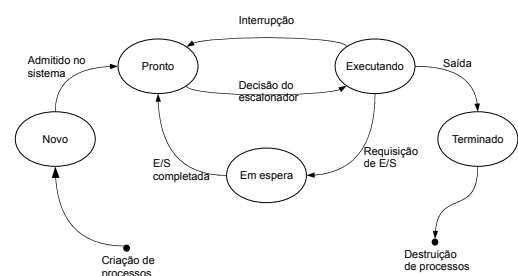 Interrupção
Admitido no
sistema
Pronto
Executando
Saída
Decisão do
escalonador
Novo
Terminado
E/S
completada
Em espera
Requisição
de E/S
Criação de
processos
Destruição
de processos